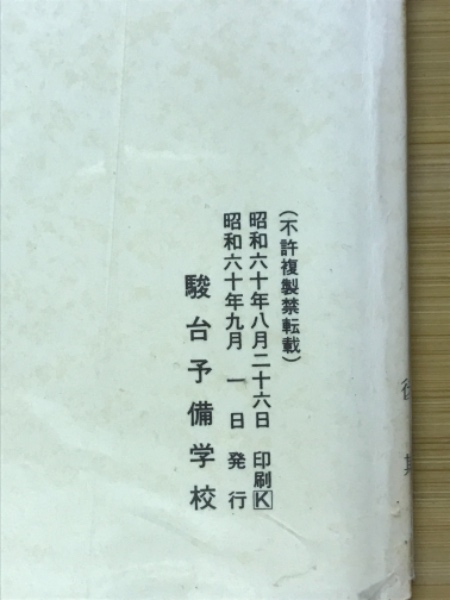 (不許複製禁転載)
昭和六十年八月二十六日 印刷K
昭和六十年九月 一日 発行
駿台予備学校
後期